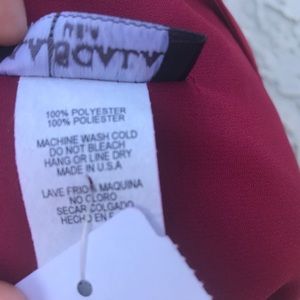 100% POLYESTER
100% POLIESTER
MACHINE WASH COLD
DO NOT BLEACH
HANG OR LINE DRY
MADE IN U.S.A
LAVE FRIO A MAQUINA
NO CLORO
SECAR COLGADO
HECHO EN